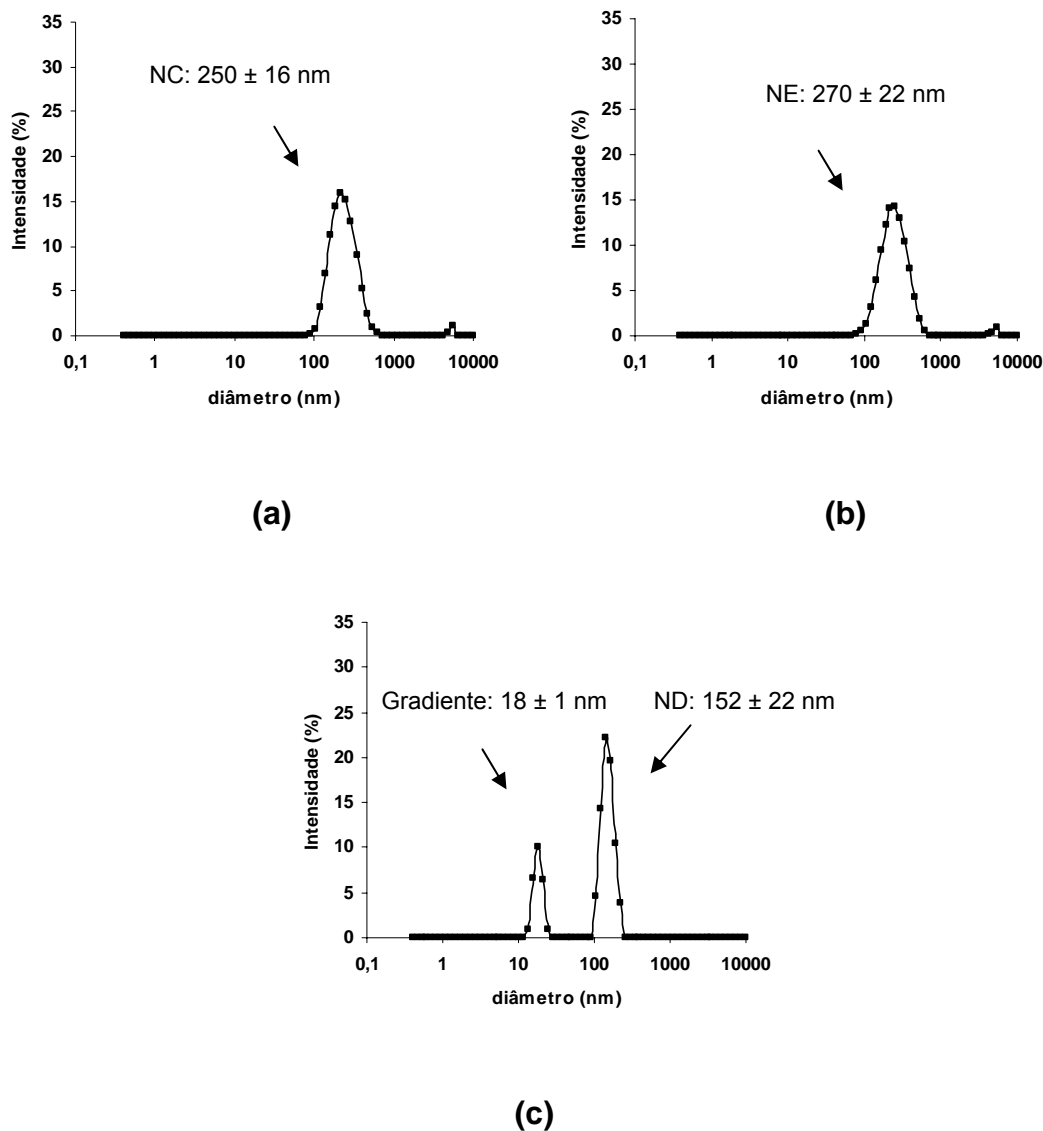 35
30
25
20
15
10
5
0
Intensidade (%)
NC: 250 ± 16 nm
0,1 1 10 100 1000 10000
diâmetro (nm)
(a)
35
30
25
20
15
10
5
0
Intensidade (%)
NE: 270 ± 22 nm
0,1 1 10 100 1000 10000
diâmetro (nm)
(b)
35
30
25
20
15
10
5
0
Intensidade (%)
Gradiente: 18 ± 1 nm
ND: 152 ± 22 nm
0,1 1 10 100 1000 10000
diâmetro (nm)
(c)